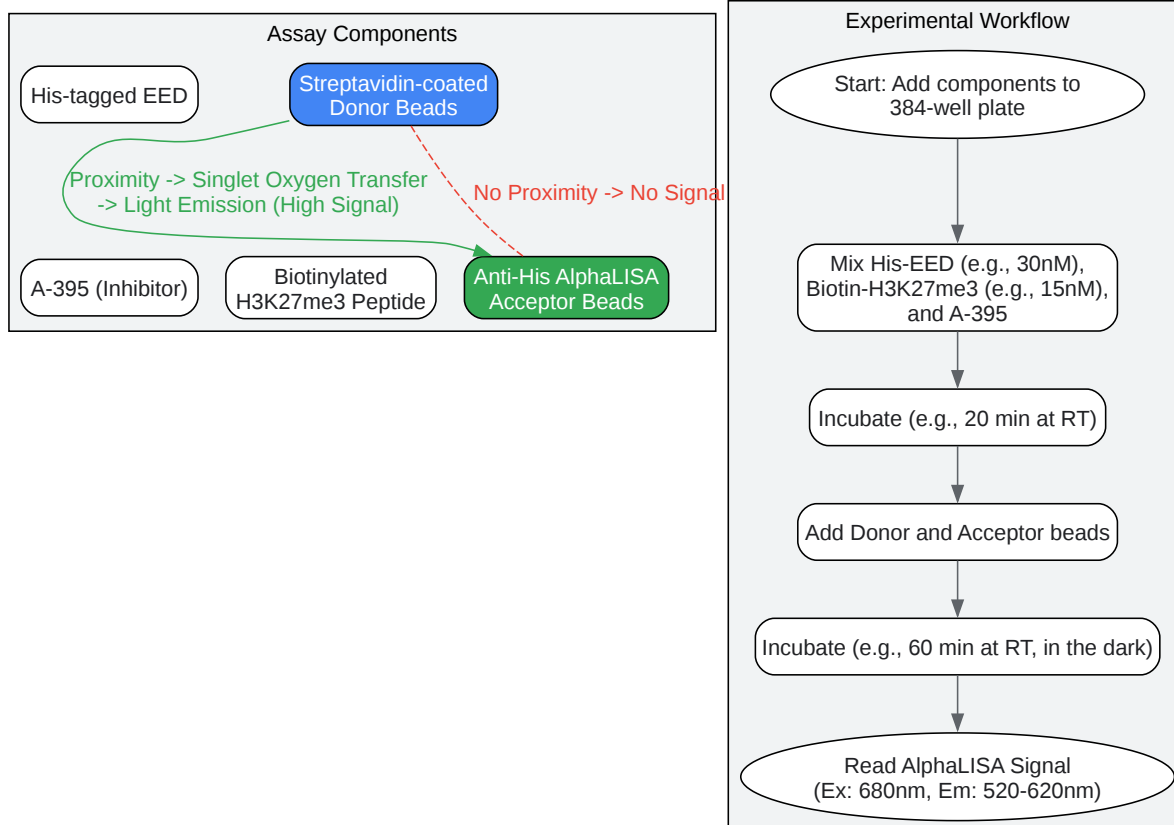 Assay Components
His-tagged EED
Streptavidin-coated
Donor Beads
Proximity -> Singlet Oxygen Transfer
-> Light Emission (High Signal)
No Proximity -> No Signal
A-395 (Inhibitor)
Biotinylated
H3K27me3 Peptide
Anti-His AlphaLISA
Acceptor Beads
Experimental Workflow
Start: Add components to
384-well plate
Mix His-EED (e.g., 30nM),
Biotin-H3K27me3 (e.g., 15nM),
and A-395
Incubate (e.g., 20 min at RT)
Add Donor and Acceptor beads
Incubate (e.g., 60 min at RT, in the dark)
Read AlphaLISA Signal
(Ex: 680nm, Em: 520-620nm)